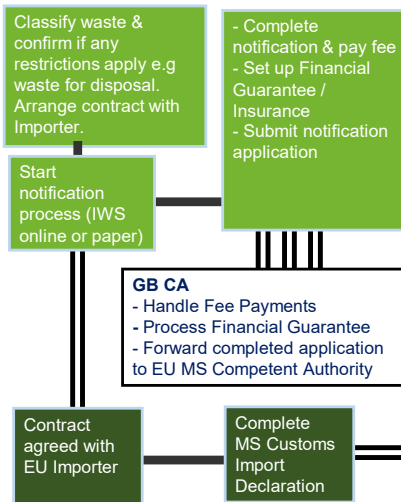 Classify waste &
confirm if any
restrictions apply e.g
waste for disposal.
Arrange contract with
Importer.
- Complete
notification & pay fee
- Set up Financial
Guarantee /
Insurance
- Submit notification
application
Start
notification
process (IWS
online or paper)
GB CA
- Handle Fee Payments
- Process Financial Guarantee
- Forward completed application
to EU MS Competent Authority
Contract
agreed with
EU Importer
Complete
MS Customs
Import
Declaration